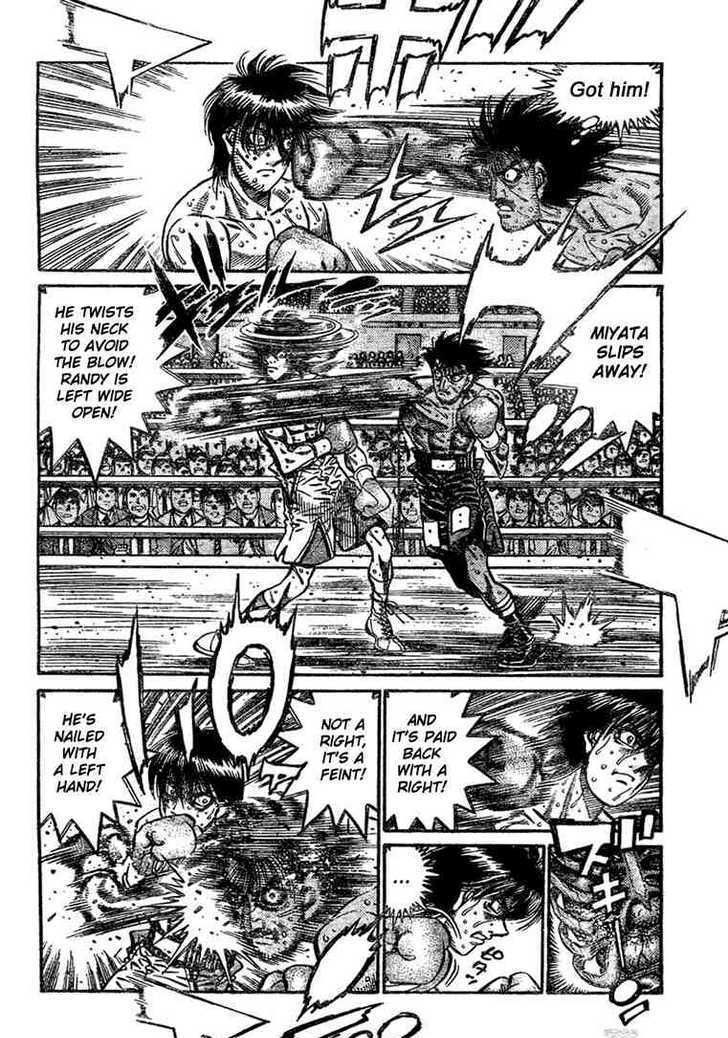 Got him!
HE TWISTS
HIS NECK
TO AVOID
THE BLOW!
RANDY IS
LEFT WIDE
OPEN!
MIYATA
SLIPS
AWAY!
HE'S
NAILED
WITH
A LEFT
HAND!
NOT A
RIGHT,
IT'S A
FEINT!
AND
IT'S PAID
BACK
WITH A
RIGHT!
...